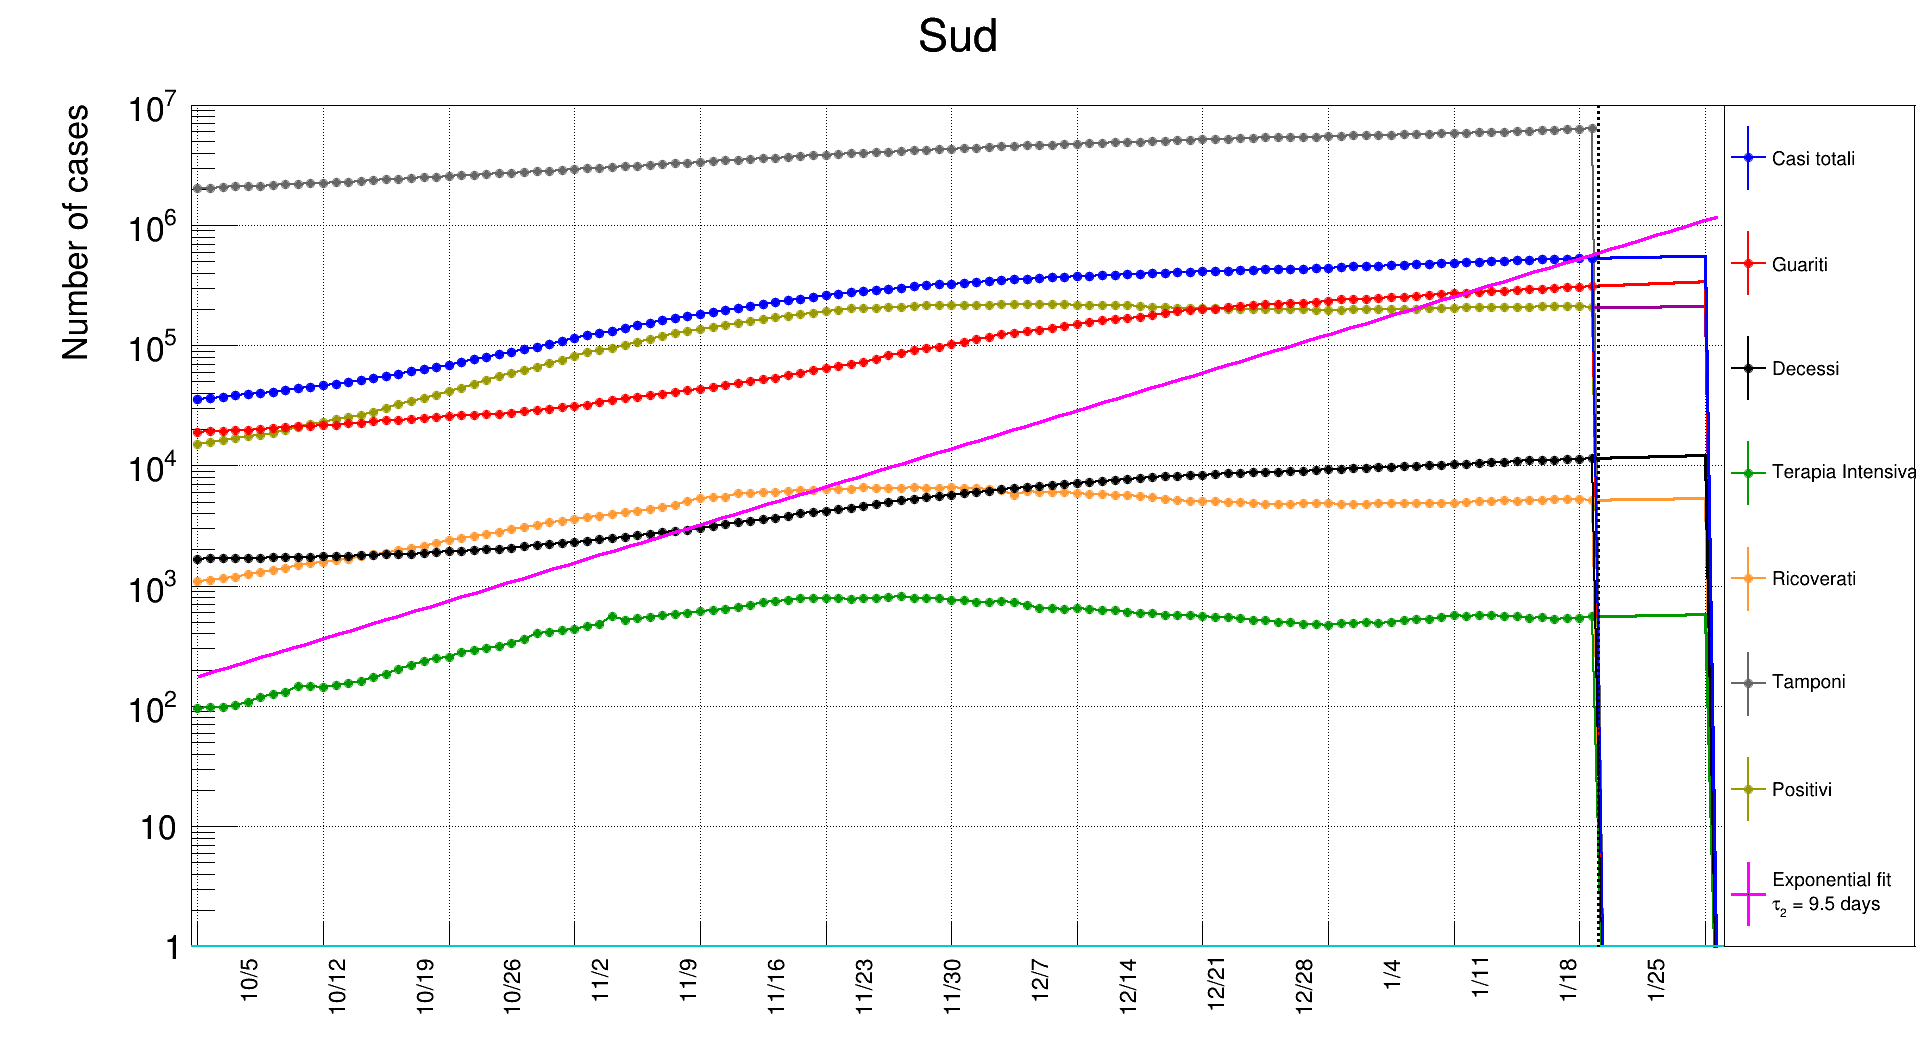 Sud
Number of cases
10^7
10^6
10^5
10^4
10^3
10^2
10
1
10/5 10/12 10/19 10/26 11/2 11/9 11/16 11/23 11/30 12/7 12/14 12/21 12/28 1/4 1/11 1/18 1/25
Casi totali
Guariti
Decessi
Terapia Intensiva
Ricoverati
Tamponi
Positivi
Exponential fit
τ₂ = 9.5 days